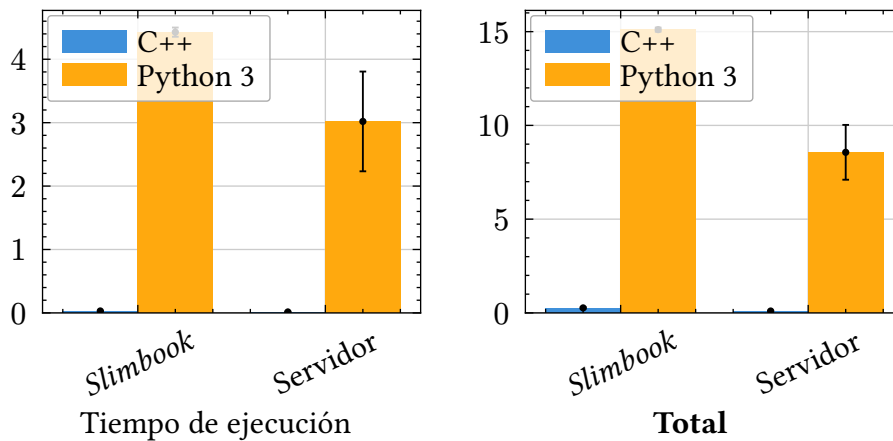 C++
Python 3
4
3
2
1
0
Slimbook
Servidor
Tiempo de ejecución
C++
Python 3
15
10
5
0
Slimbook
Servidor
Total